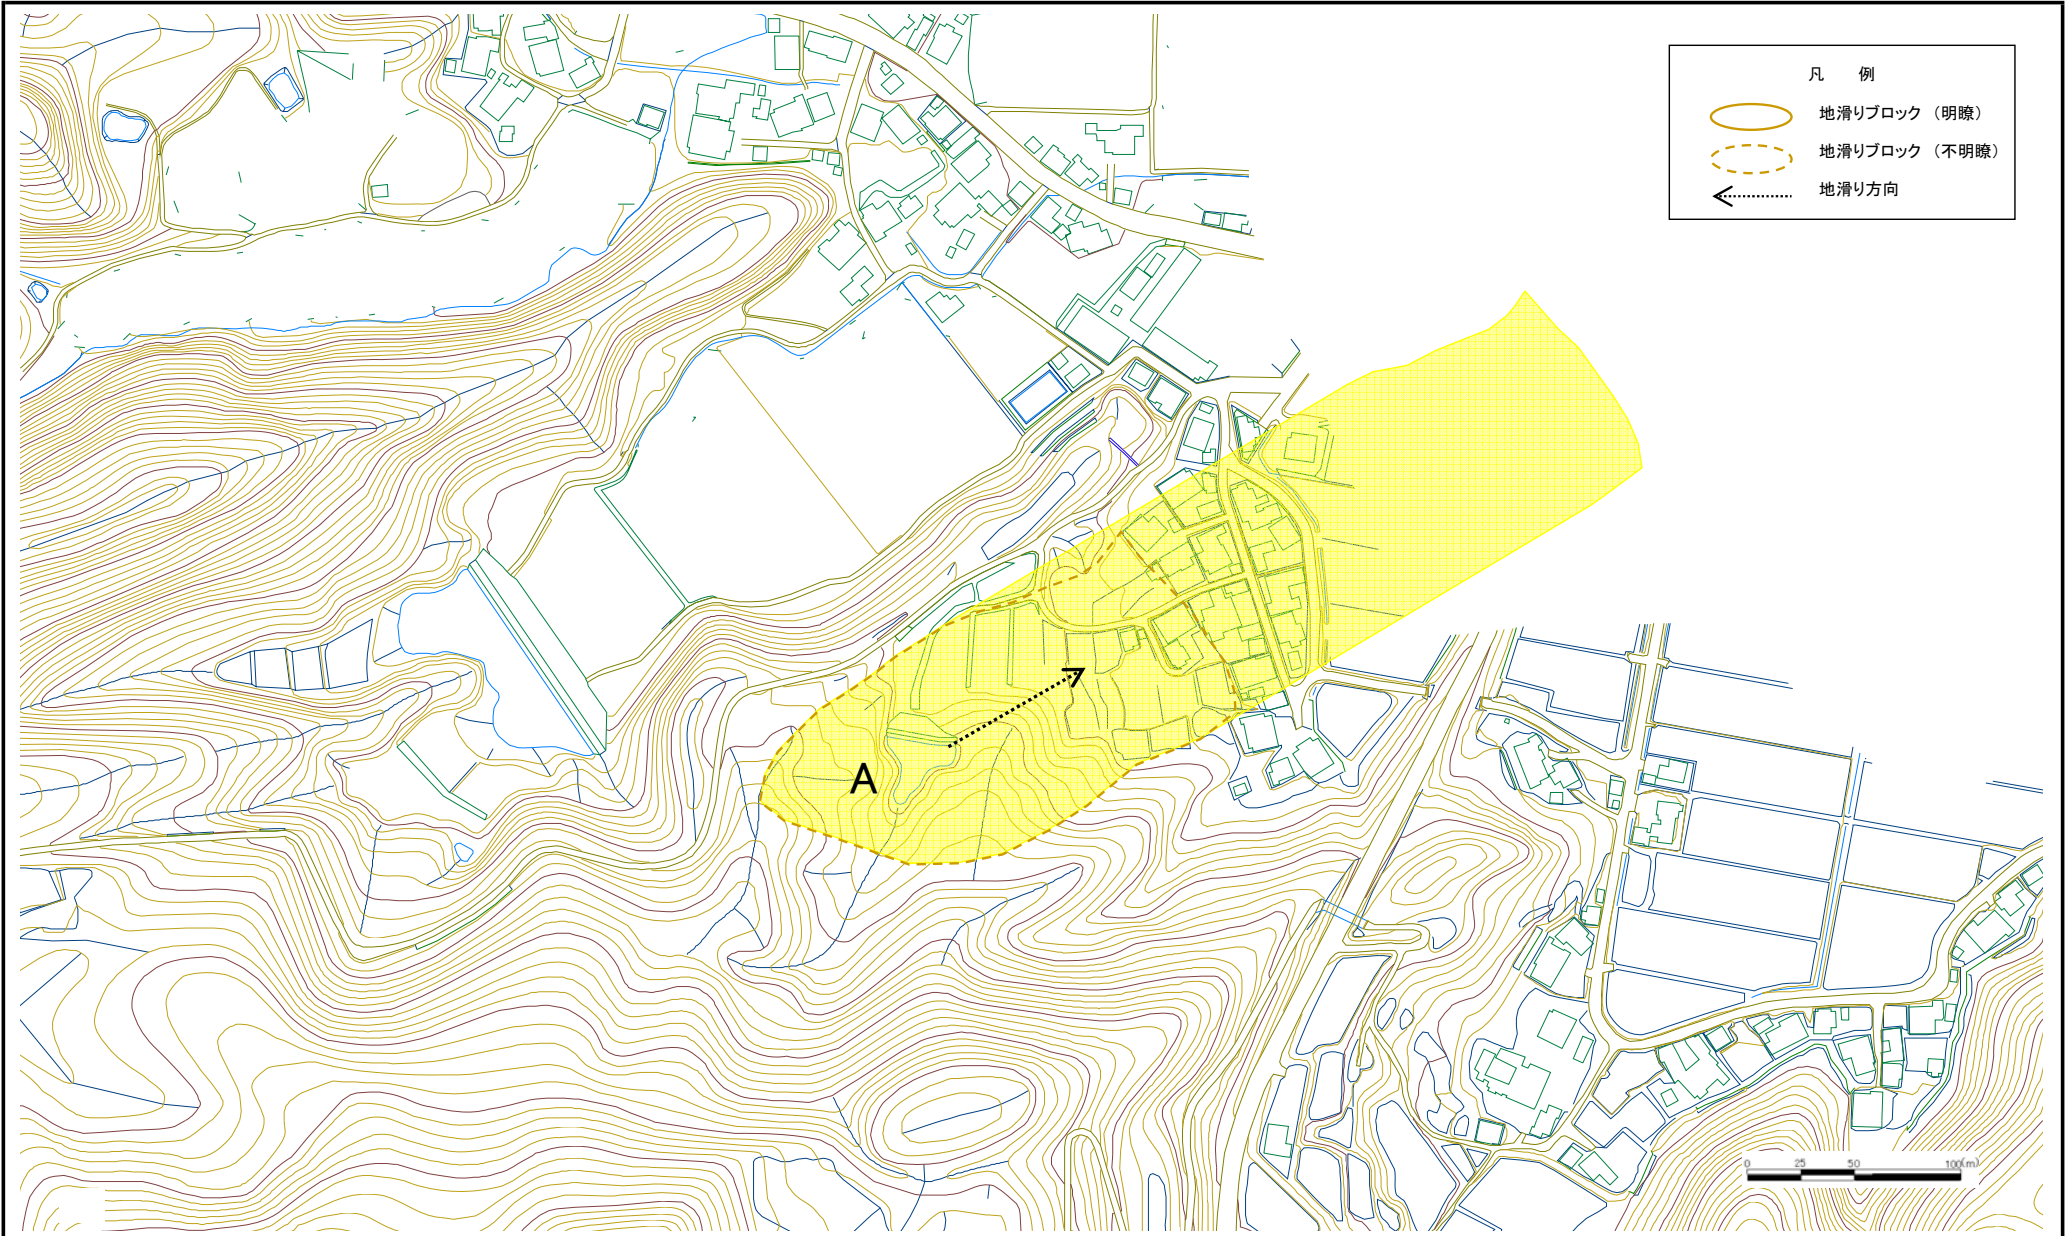 凡　例
地滑りブロック （明瞭）
地滑りブロック （不明瞭）
地滑り方向
A
0 25 50 100(m)